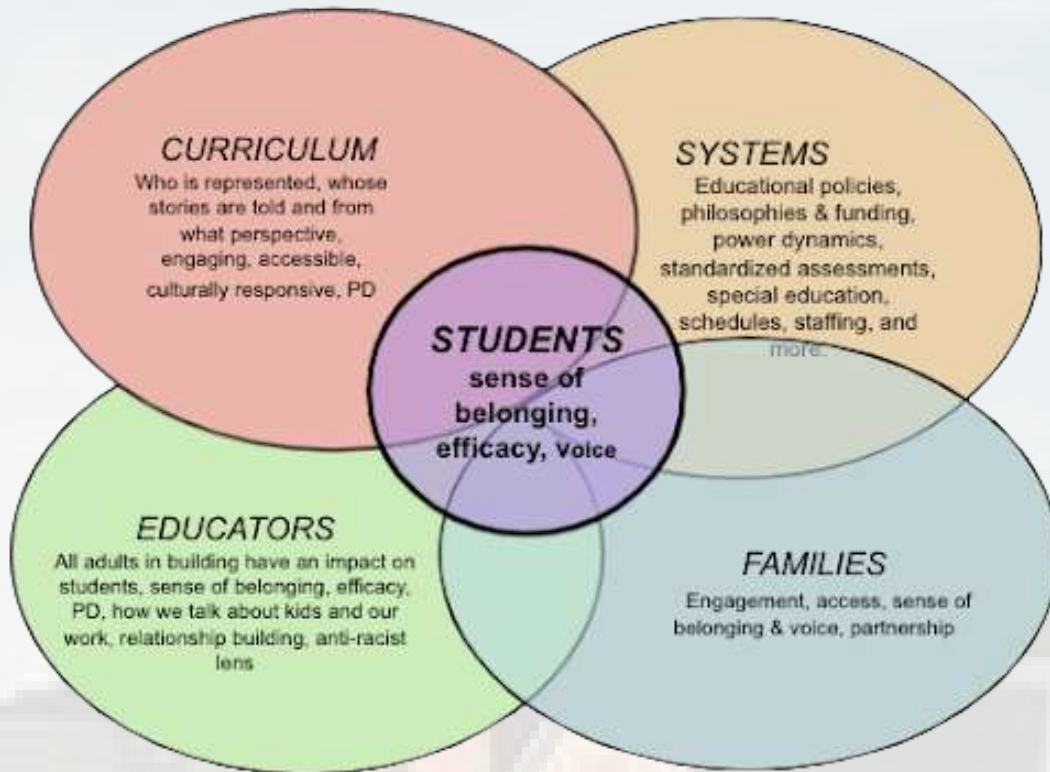 CURRICULUM
Who is represented, whose
stories are told and from
what perspective,
engaging, accessible,
culturally responsive, PD
SYSTEMS
Educational policies,
philosophies & funding,
power dynamics,
standardized assessments,
special education,
schedules, staffing, and
more.
STUDENTS
sense of
belonging,
efficacy, Voice
EDUCATORS
All adults in building have an impact on
students, sense of belonging, efficacy,
PD, how we talk about kids and our
work, relationship building, anti-racist
lens
FAMILIES
Engagement, access, sense of
belonging & voice, partnership